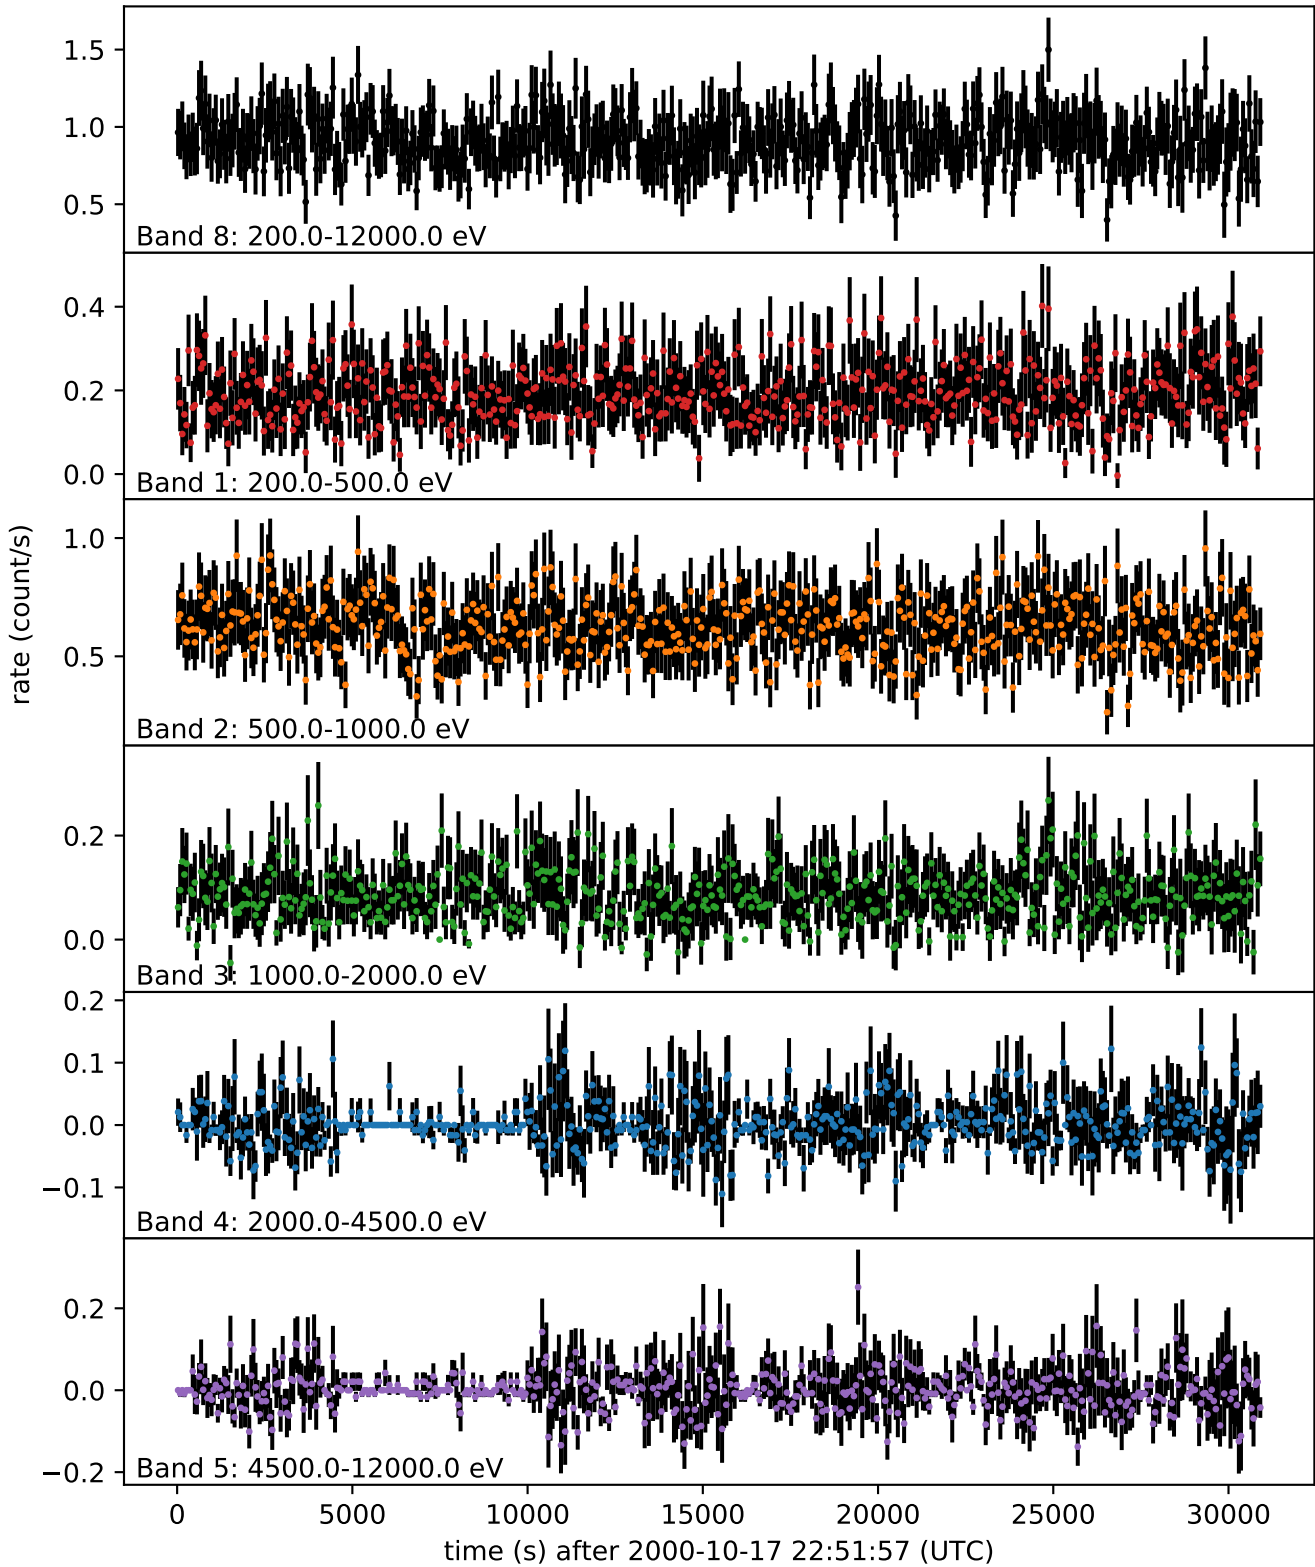 1.5
1.0
0.5
Band 8: 200.0-12000.0 eV
0.4
0.2
0.0
Band 1: 200.0-500.0 eV
1.0
0.5
Band 2: 500.0-1000.0 eV
rate (count/s)
0.2
0.0
Band 3: 1000.0-2000.0 eV
0.2
0.1
0.0
−0.1
Band 4: 2000.0-4500.0 eV
0.2
0.0
−0.2
Band 5: 4500.0-12000.0 eV
0 5000 10000 15000 20000 25000 30000
time (s) after 2000-10-17 22:51:57 (UTC)